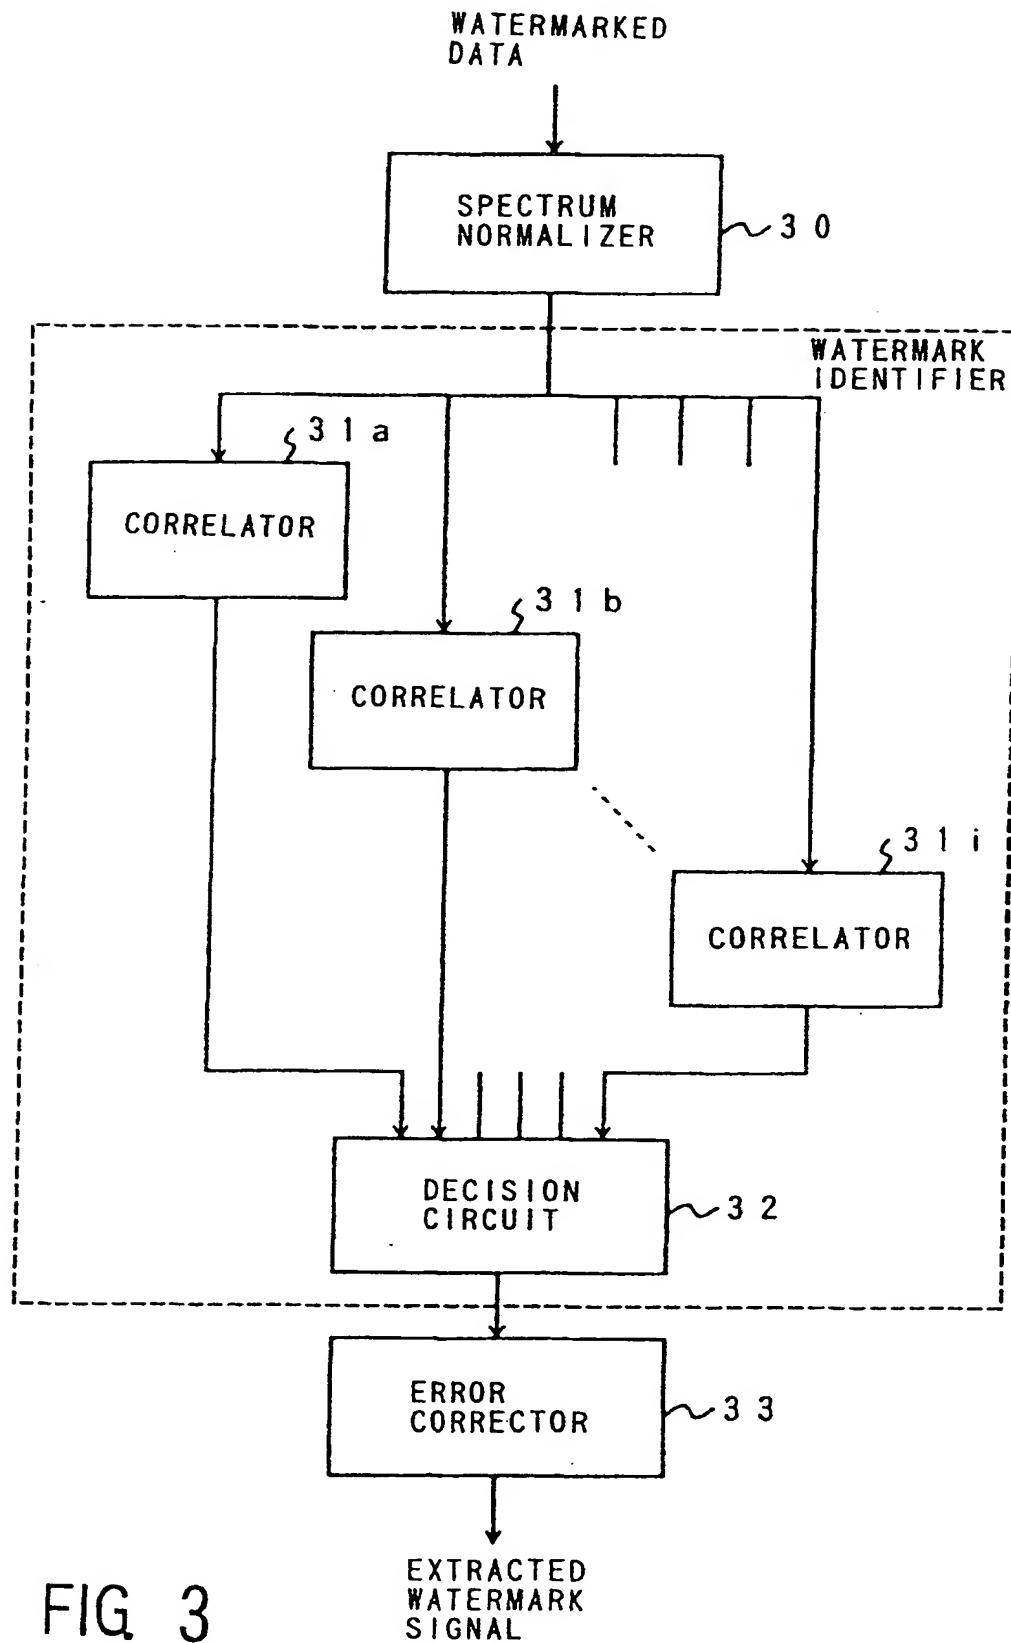 WATERMARKED
DATA
SPECTRUM
NORMALIZER
30
WATERMARK
IDENTIFIER
31a
CORRELATOR
31b
CORRELATOR
31i
CORRELATOR
DECISION
CIRCUIT
32
ERROR
CORRECTOR
33
EXTRACTED
WATERMARK
SIGNAL
FIG. 3